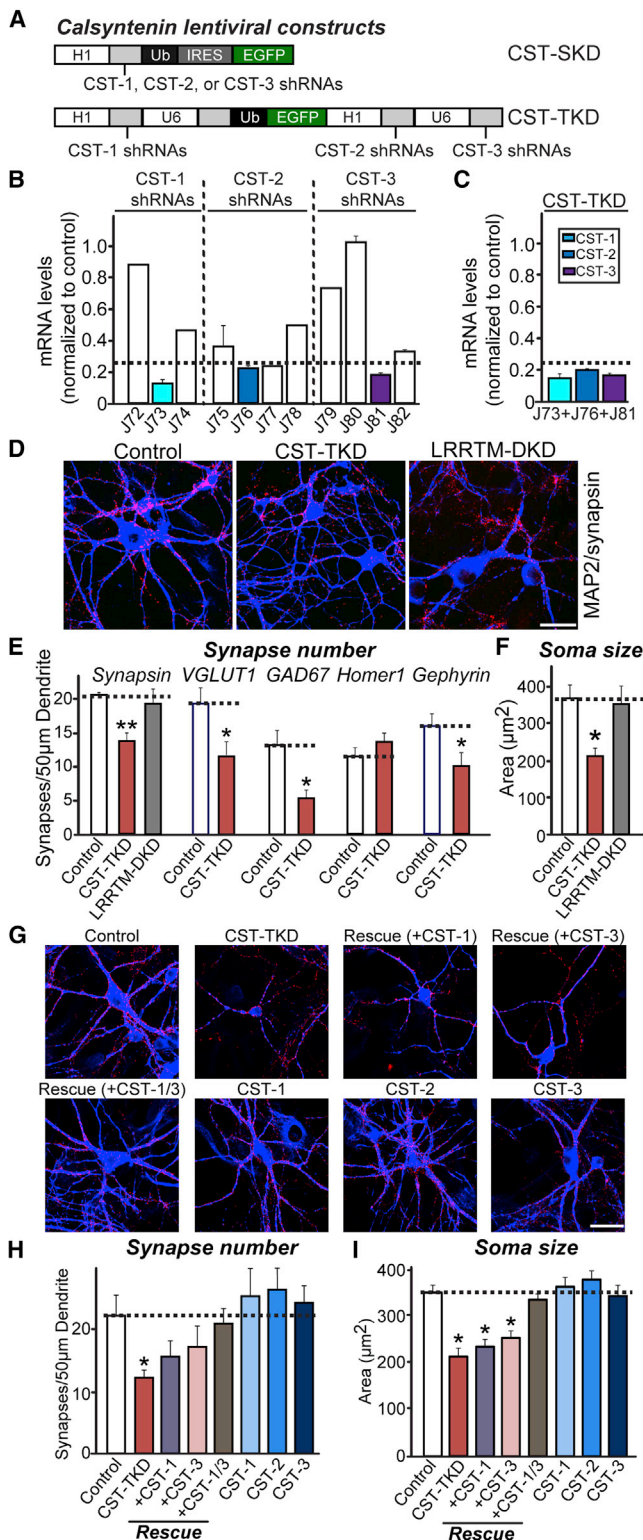 A
Calsyntenin lentiviral constructs
H1 Ub IRES EGFP CST-SKD
CST-1, CST-2, or CST-3 shRNAs
H1 U6 Ub EGFP H1 U6 CST-TKD
CST-1 shRNAs CST-2 shRNAs CST-3 shRNAs
B
CST-1 shRNAs
CST-2 shRNAs
CST-3 shRNAs
mRNA levels
(normalized to control)
1.0
0.8
0.6
0.4
0.2
0
J72 J73 J74 J75 J76 J77 J78 J79 J80 J81 J82
C
CST-TKD
CST-1
CST-2
CST-3
mRNA levels
(normalized to control)
1.0
0.8
0.6
0.4
0.2
0
J73+J76+J81
D
Control CST-TKD LRRTM-DKD
MAP2/synapsin
E
Synapse number
Synapsin VGLUT1 GAD67 Homer1 Gephyrin
Synapses/50μm Dendrite
20
15
10
5
0
** * * *
Control CST-TKD LRRTM-DKD Control CST-TKD Control CST-TKD Control CST-TKD Control CST-TKD
F
Soma size
Area (μm2)
400
300
200
100
0
*
Control CST-TKD LRRTM-DKD
G
Control CST-TKD Rescue (+CST-1) Rescue (+CST-3)
Rescue (+CST-1/3) CST-1 CST-2 CST-3
H
Synapse number
Synapses/50μm Dendrite
20
10
0
*
Control CST-TKD +CST-1 +CST-3 +CST-1/3 CST-1 CST-2 CST-3
Rescue
I
Soma size
Area (μm2)
400
300
200
100
0
* * *
Control CST-TKD +CST-1 +CST-3 +CST-1/3 CST-1 CST-2 CST-3
Rescue